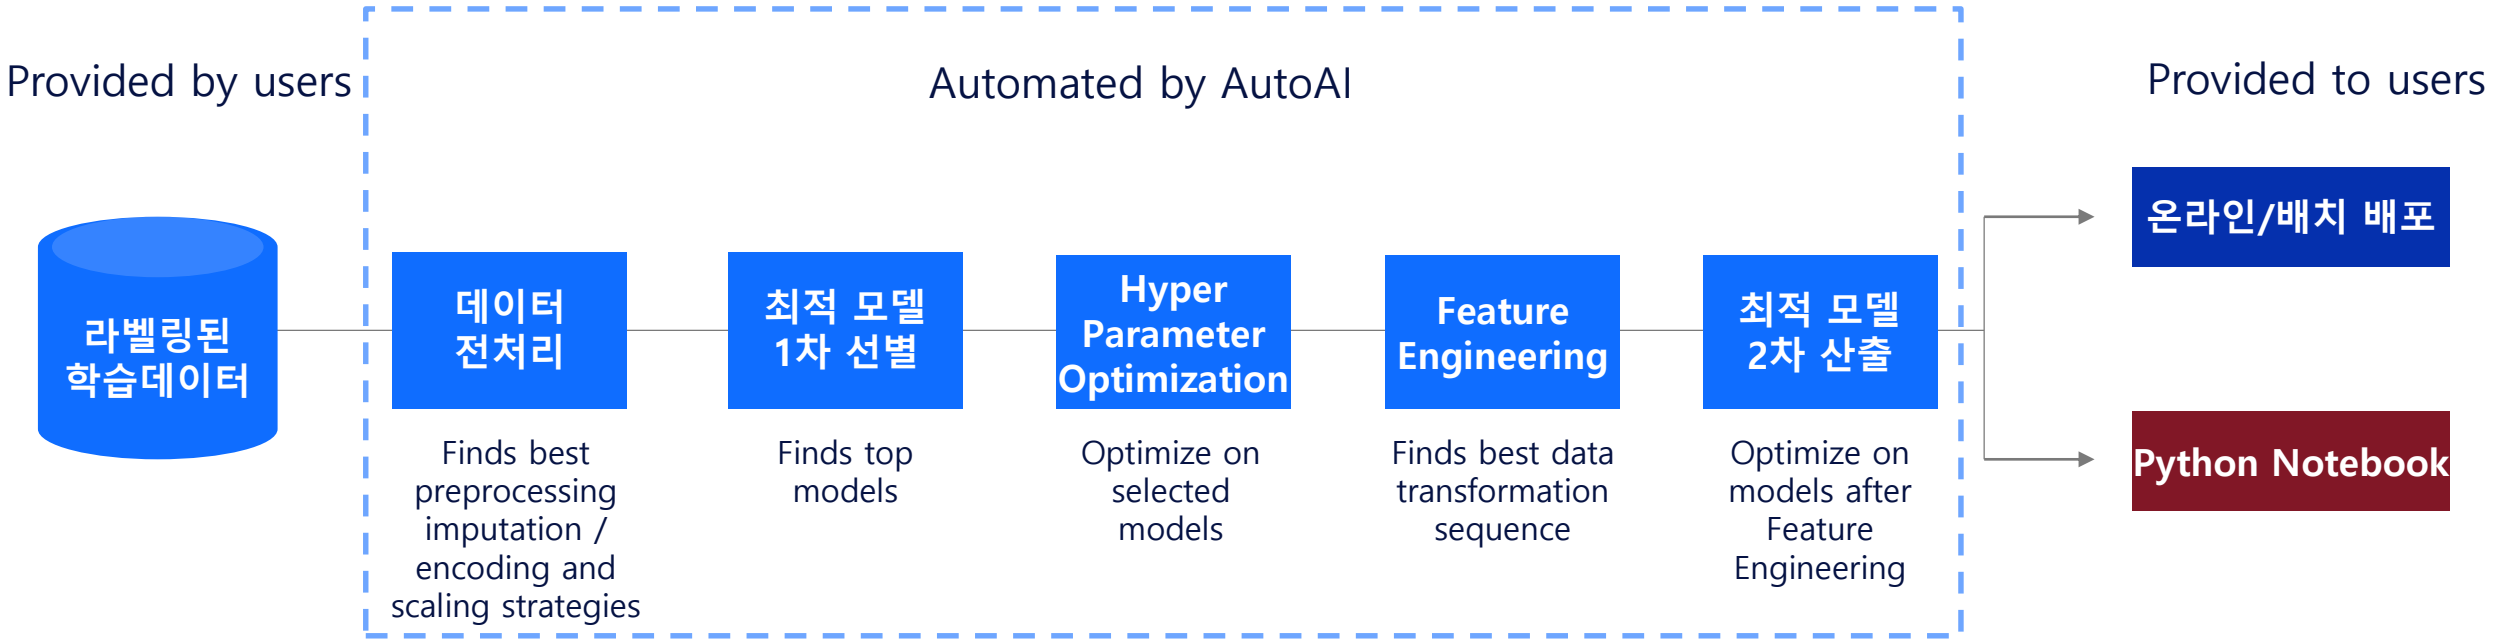 Provided by users
Automated by AutoAI
Provided to users
라벨링된
학습데이터
데이터
전처리
Finds best
preprocessing
imputation /
encoding and
scaling strategies
최적 모델
1차 선별
Finds top
models
Hyper
Parameter
Optimization
Optimize on
selected
models
Feature
Engineering
Finds best data
transformation
sequence
최적 모델
2차 산출
Optimize on
models after
Feature
Engineering
온라인/배치 배포
Python Notebook